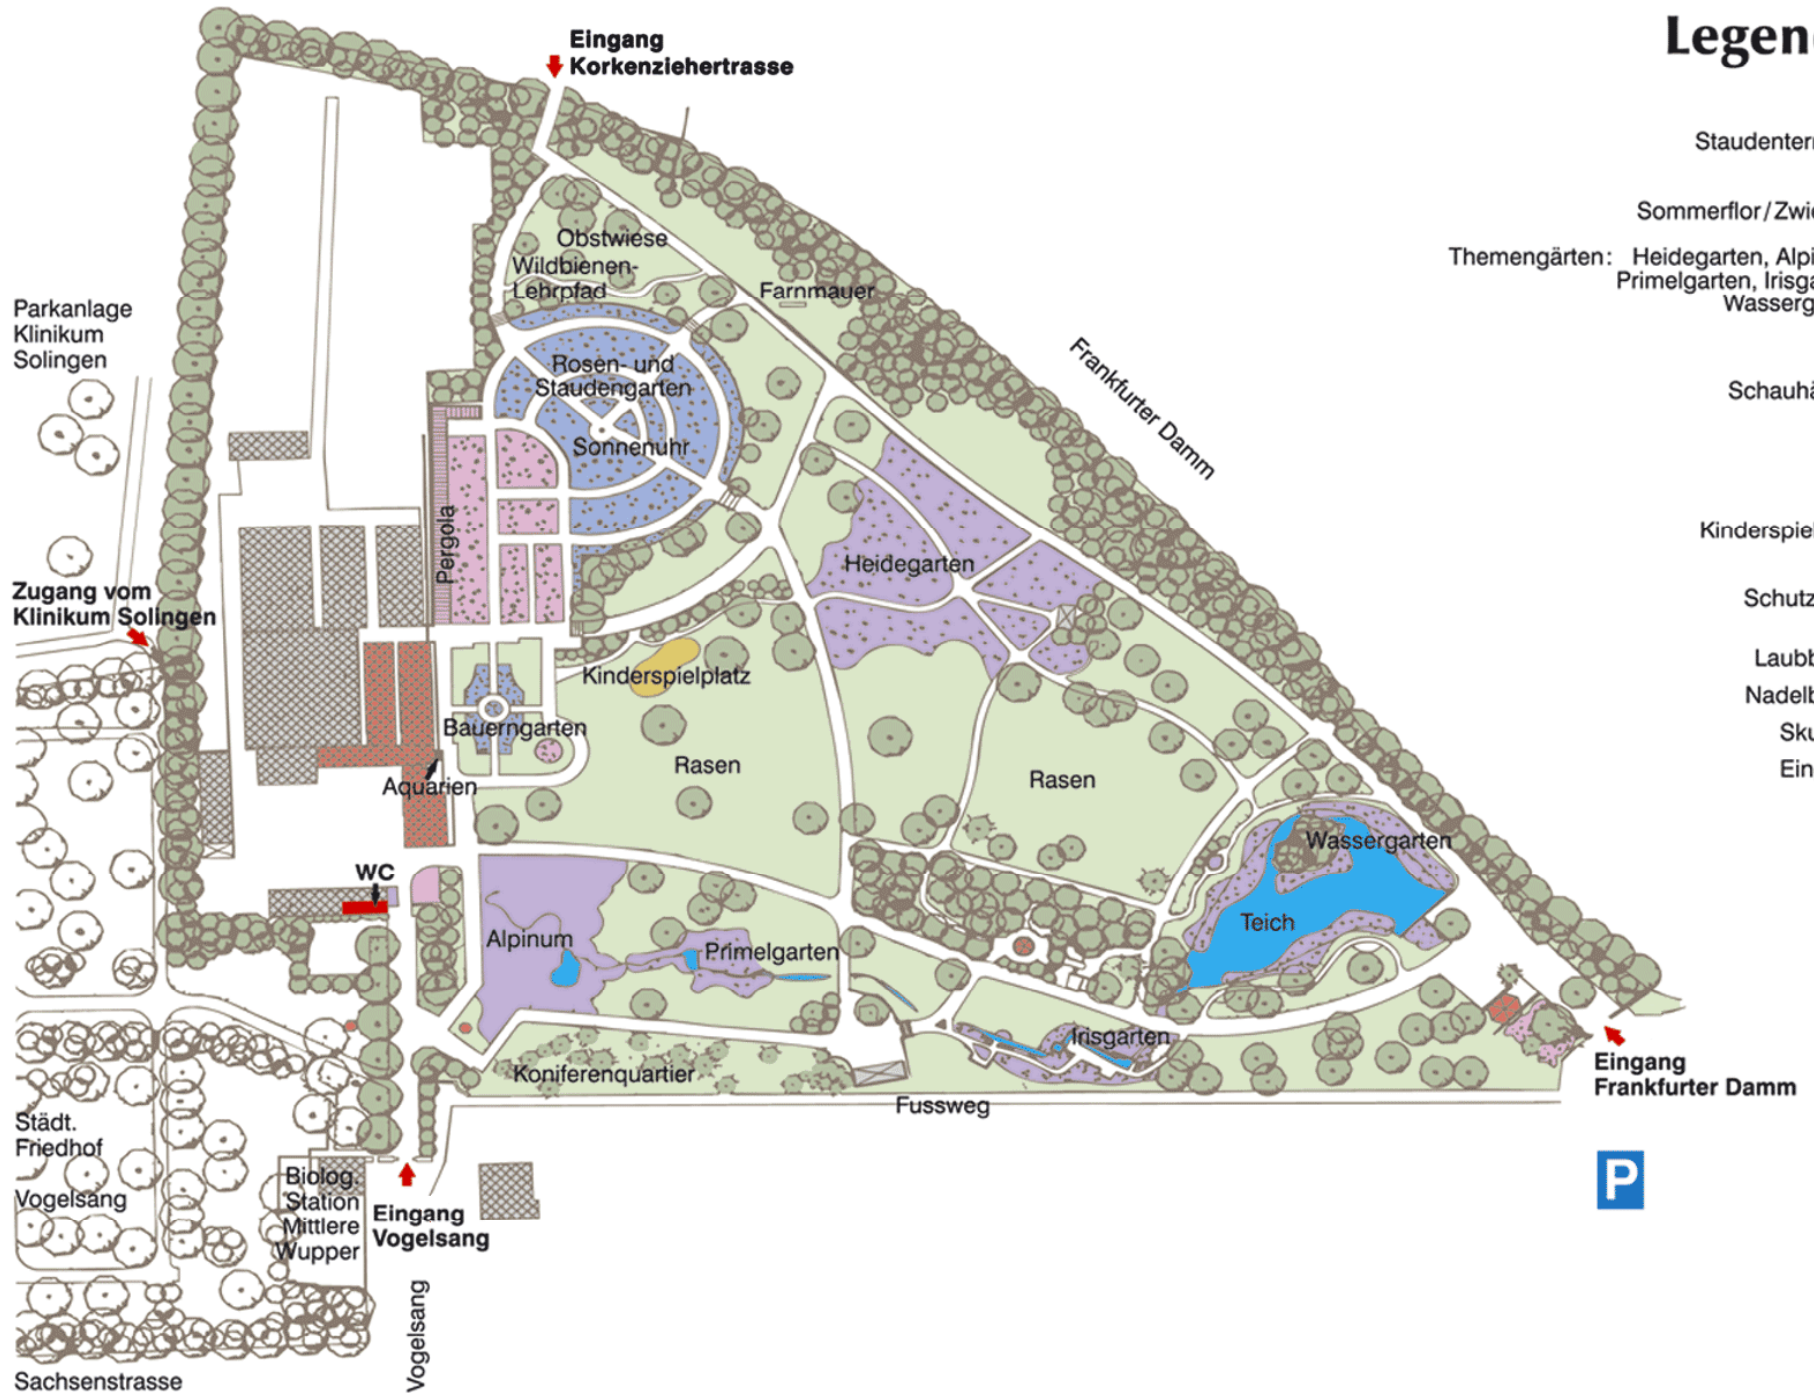 Eingang
Korkenziehertrasse
Legen
Staudenter
Sommerflor/Zwie
Themengärten: Heidegarten, Alpi
Primelgarten, Irisga
Wasserg
Schauhä
Kinderspiel
Schutz
Laubb
Nadelb
Sku
Ein
Obstwiese
Wildbienen-
Lehrpfad
Farnmauer
Parkanlage
Klinikum
Solingen
Frankfurter Damm
Rosen- und
Staudengarten
Sonnenuhr
Pergola
Heidegarten
Zugang vom
Klinikum Solingen
Kinderspielplatz
Bauerngarten
Rasen
Rasen
Aquarien
WC
Wassergarten
Teich
Alpinum
Primelgarten
Irisgarten
Koniferenquartier
Fussweg
Eingang
Frankfurter Damm
P
Städt.
Friedhof
Vogelsang
Biolog.
Station
Mittlere
Wupper
Eingang
Vogelsang
Vogelsang
Sachsenstrasse